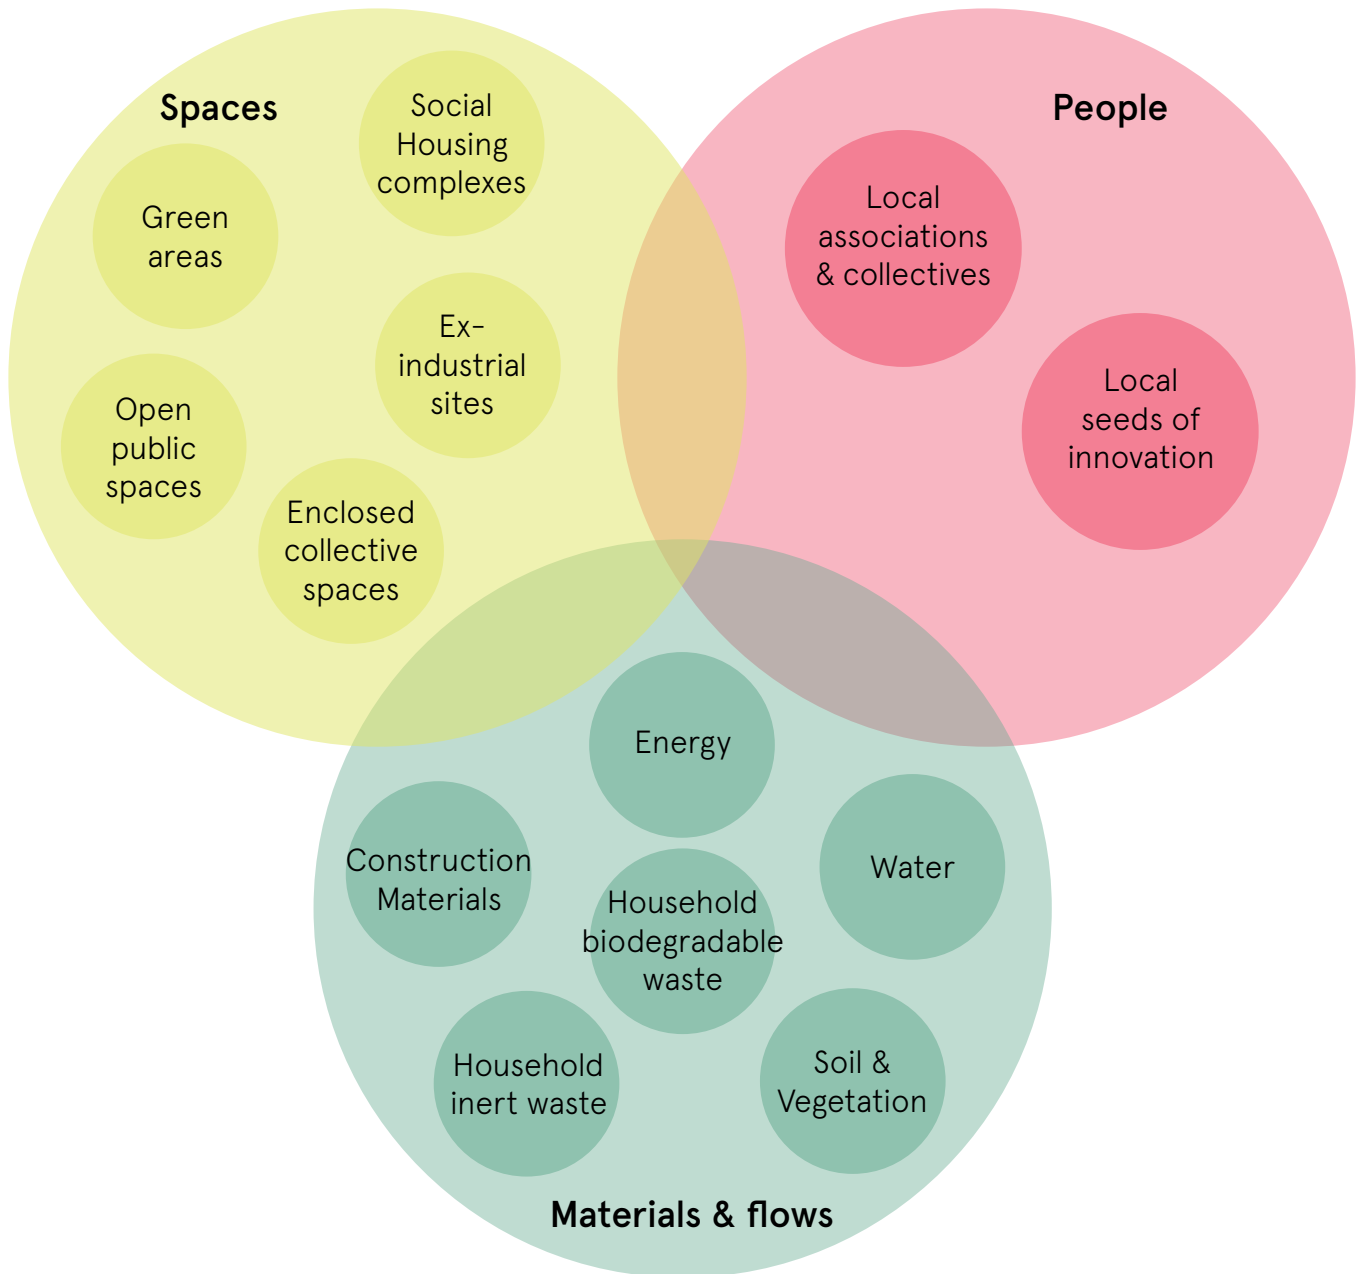 Spaces
Social
Housing
complexes
Green
areas
Ex-
industrial
sites
Open
public
spaces
Enclosed
collective
spaces
People
Local
associations
& collectives
Local
seeds of
innovation
Energy
Construction
Materials
Household
biodegradable
waste
Water
Household
inert waste
Soil &
Vegetation
Materials & flows